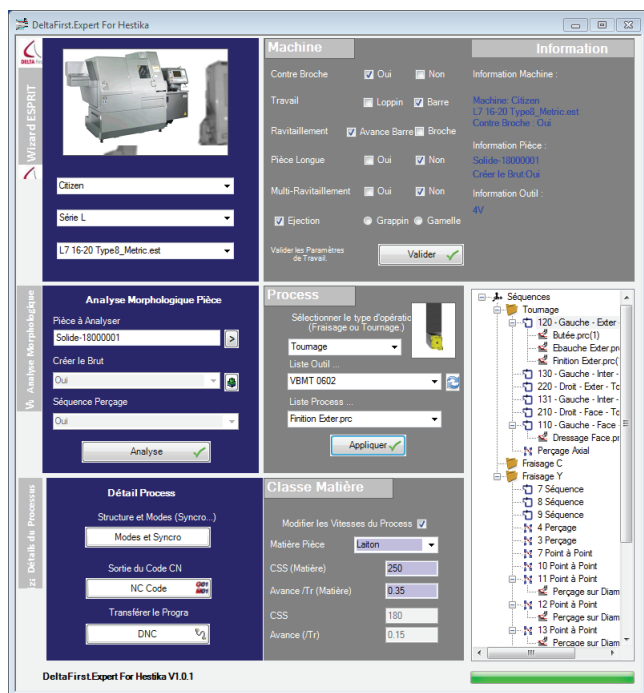 DeltaFirst.Expert For Hestika
DELTA
Wizard ESPRIT
Citizen
Série L
L7 16-20 Type8_Metric.est
Machine
Contre Broche
Oui
Non
Travail
Loppin
Barre
Ravitaillement
Avance Barre
Broche
Pièce Longue
Oui
Non
Multi-Ravitaillement
Oui
Non
Ejection
Grappin
Gamelle
Valider les Paramètres
de Travail.
Valider
Information
Information Machine :
Machine: Citizen
L7 16-20 Type8_Metric.est
Contre Broche : Oui
Information Pièce :
Solide-18000001
Créer le Brut:Oui
Information Outil :
4V
Analyse Morphologique
Analyse Morphologique Pièce
Pièce à Analyser
Solide-18000001
>
Créer le Brut
Oui
Séquence Perçage
Oui
Analyse
Process
Sélectionner le type d'opératio
(Fraisage ou Tournage.)
Tournage
Liste Outil ...
VBMT 0602
Liste Process ...
Finition Exter.prc
Appliquer
Séquences
Tournage
120 - Gauche - Exter -
Butée.prc(1)
Ebauche Exter.pr
Finition Exter.prc(
130 - Gauche - Inter -
220 - Droit - Exter - Tc
131 - Gauche - Inter -
210 - Droit - Face - Tc
110 - Gauche - Face -
Dressage Face.pr
Perçage Axial
Fraisage C
Fraisage Y
7 Séquence
8 Séquence
9 Séquence
4 Perçage
3 Perçage
7 Point à Point
10 Point à Point
11 Point à Point
Perçage sur Diam
12 Point à Point
Perçage sur Diam
13 Point à Point
Perçage sur Diam
Détails du Processus
Détail Process
Structure et Modes (Syncro...)
Modes et Syncro
Sortie du Code CN
NC Code
G01
M01
Transférer le Progra
DNC
Classe Matière
Modifier les Vitesses du Process
Matière Pièce
Laiton
CSS (Matière)
250
Avance /Tr (Matière)
0.35
CSS
180
Avance (/Tr)
0.15
DeltaFirst.Expert For Hestika V1.0.1